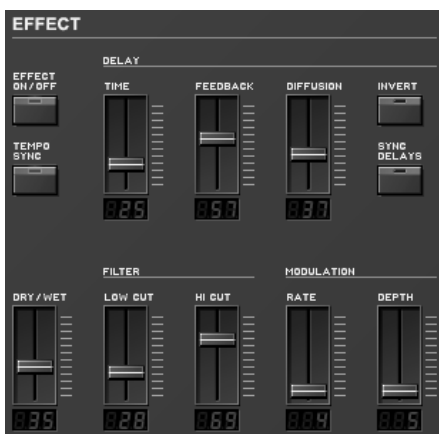 EFFECT
DELAY
EFFECT ON/OFF
TIME
FEEDBACK
DIFFUSION
INVERT
TEMPO SYNC
SYNC DELAYS
25
57
37
FILTER
MODULATION
DRY/WET
LOW CUT
HI CUT
RATE
DEPTH
35
28
69
4
5